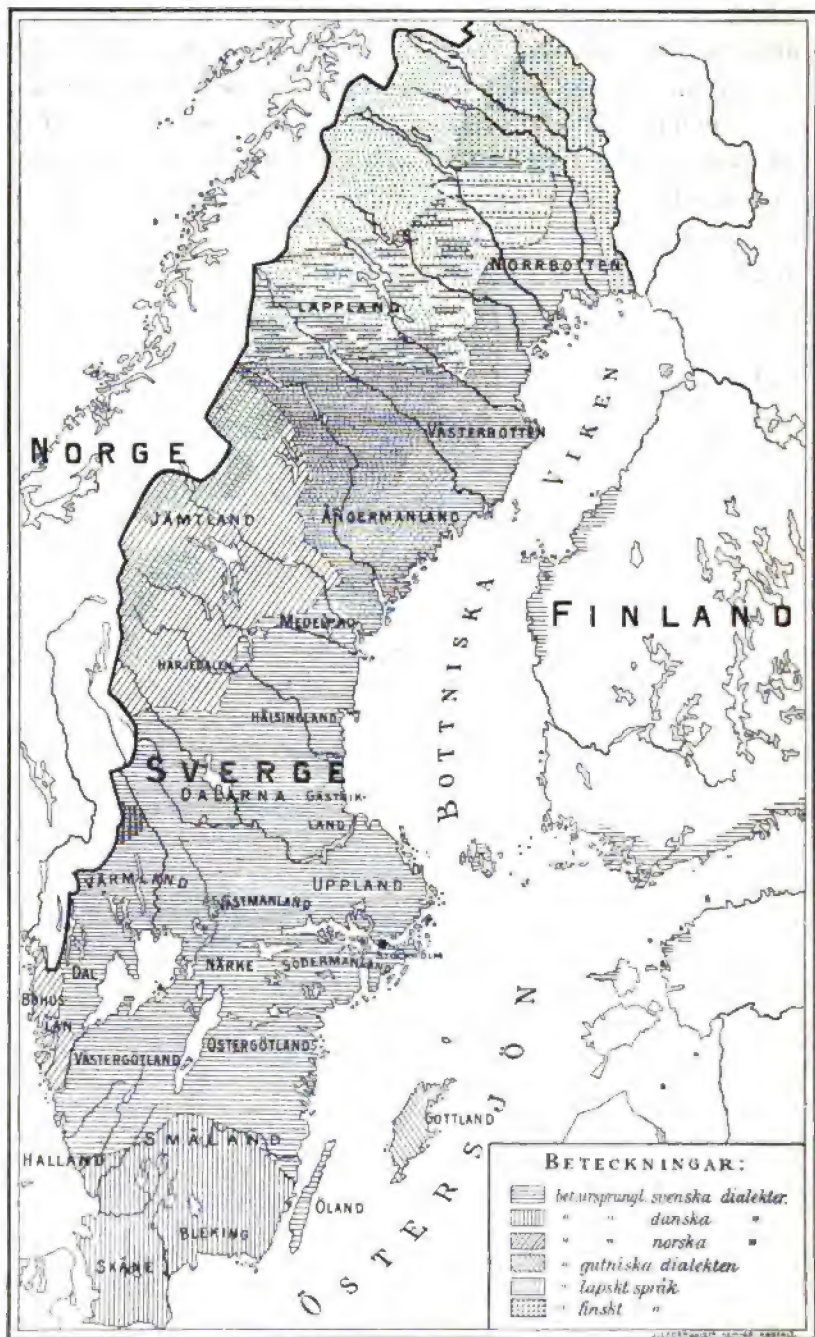 NORRBOTTEN
LAPPLAND
VÄSTERBOTTEN
NORGE
BOTTNISKA VIKEN
JÄMTLAND
ÅNGERMANLAND
FINLAND
MEDELPAD
HÄRJEDALEN
HÄLSINGLAND
SVERGE
DALARNA
GÄSTRIK-
LAND
VÄRMLAND
UPPLAND
VÄSTMANLAND
STOCKHOLM
DAL
NÄRKE
SÖDERMANLAND
BOHUS
LÄN
VÄSTERGÖTLAND
ÖSTERGÖTLAND
GOTTLAND
ÖSTERSJÖN
SMÅLAND
HALLAND
ÖLAND
BLEKING
SKÅNE
BETECKNINGAR:
bet. ursprungl. svenska dialekter.
" " danska "
" " norska "
" gutniska dialekten
" lapskt språk
" finskt "